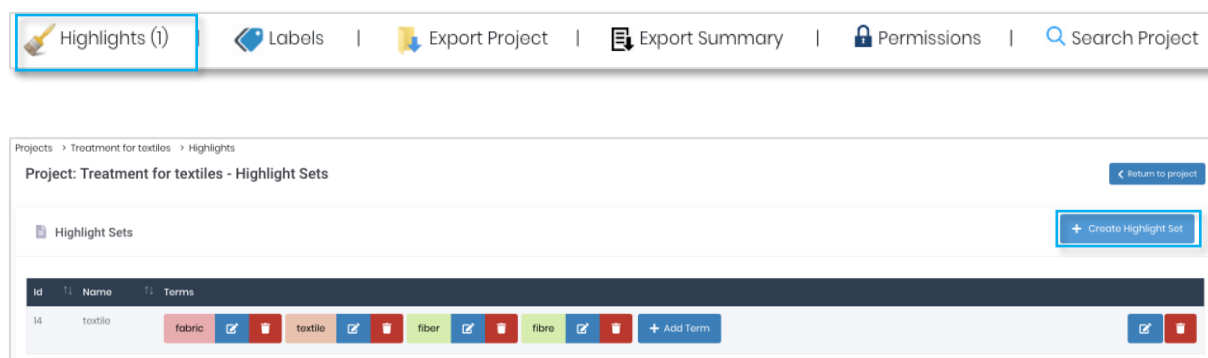 Highlights (1) | Labels | Export Project | Export Summary | Permissions | Search Project
Projects > Treatment for textiles > Highlights
Project: Treatment for textiles - Highlight Sets
< Return to project
Highlight Sets
+ Create Highlight Set
Id ↑↓ Name ↑↓ Terms
14 textile fabric textile fiber fibre + Add Term